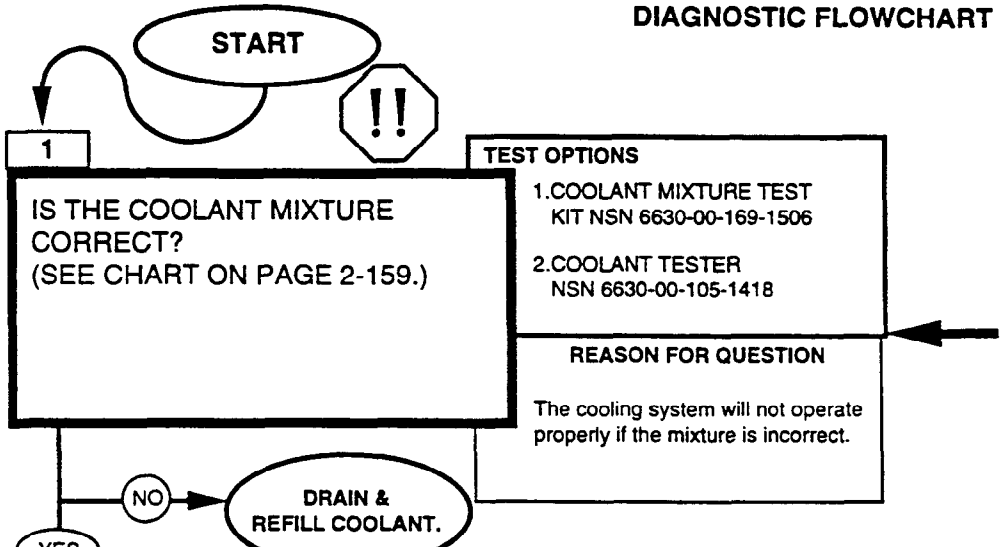 DIAGNOSTIC FLOWCHART
START
!!
1
IS THE COOLANT MIXTURE
CORRECT?
(SEE CHART ON PAGE 2-159.)
TEST OPTIONS
1.COOLANT MIXTURE TEST
KIT NSN 6630-00-169-1506
2.COOLANT TESTER
NSN 6630-00-105-1418
REASON FOR QUESTION
The cooling system will not operate
properly if the mixture is incorrect.
NO
DRAIN &
REFILL COOLANT.
YES